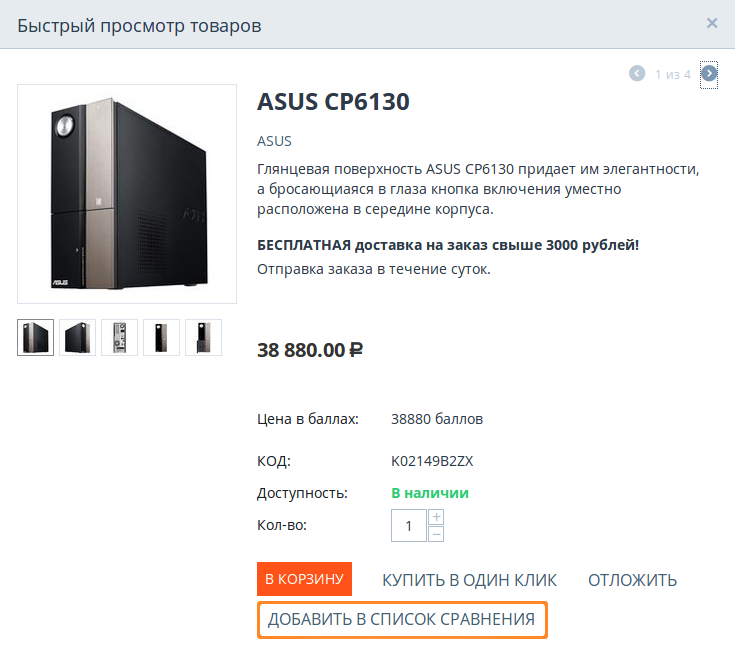 Быстрый просмотр товаров
×
1 из 4
ASUS CP6130
ASUS
Глянцевая поверхность ASUS CP6130 придает им элегантности,
а бросающиаяся в глаза кнопка включения уместно
расположена в середине корпуса.
БЕСПЛАТНАЯ доставка на заказ свыше 3000 рублей!
Отправка заказа в течение суток.
ASUS
38 880.00 ₽
Цена в баллах: 38880 баллов
КОД: K02149B2ZX
Доступность: В наличии
Кол-во: 1 + −
В КОРЗИНУ КУПИТЬ В ОДИН КЛИК ОТЛОЖИТЬ
ДОБАВИТЬ В СПИСОК СРАВНЕНИЯ